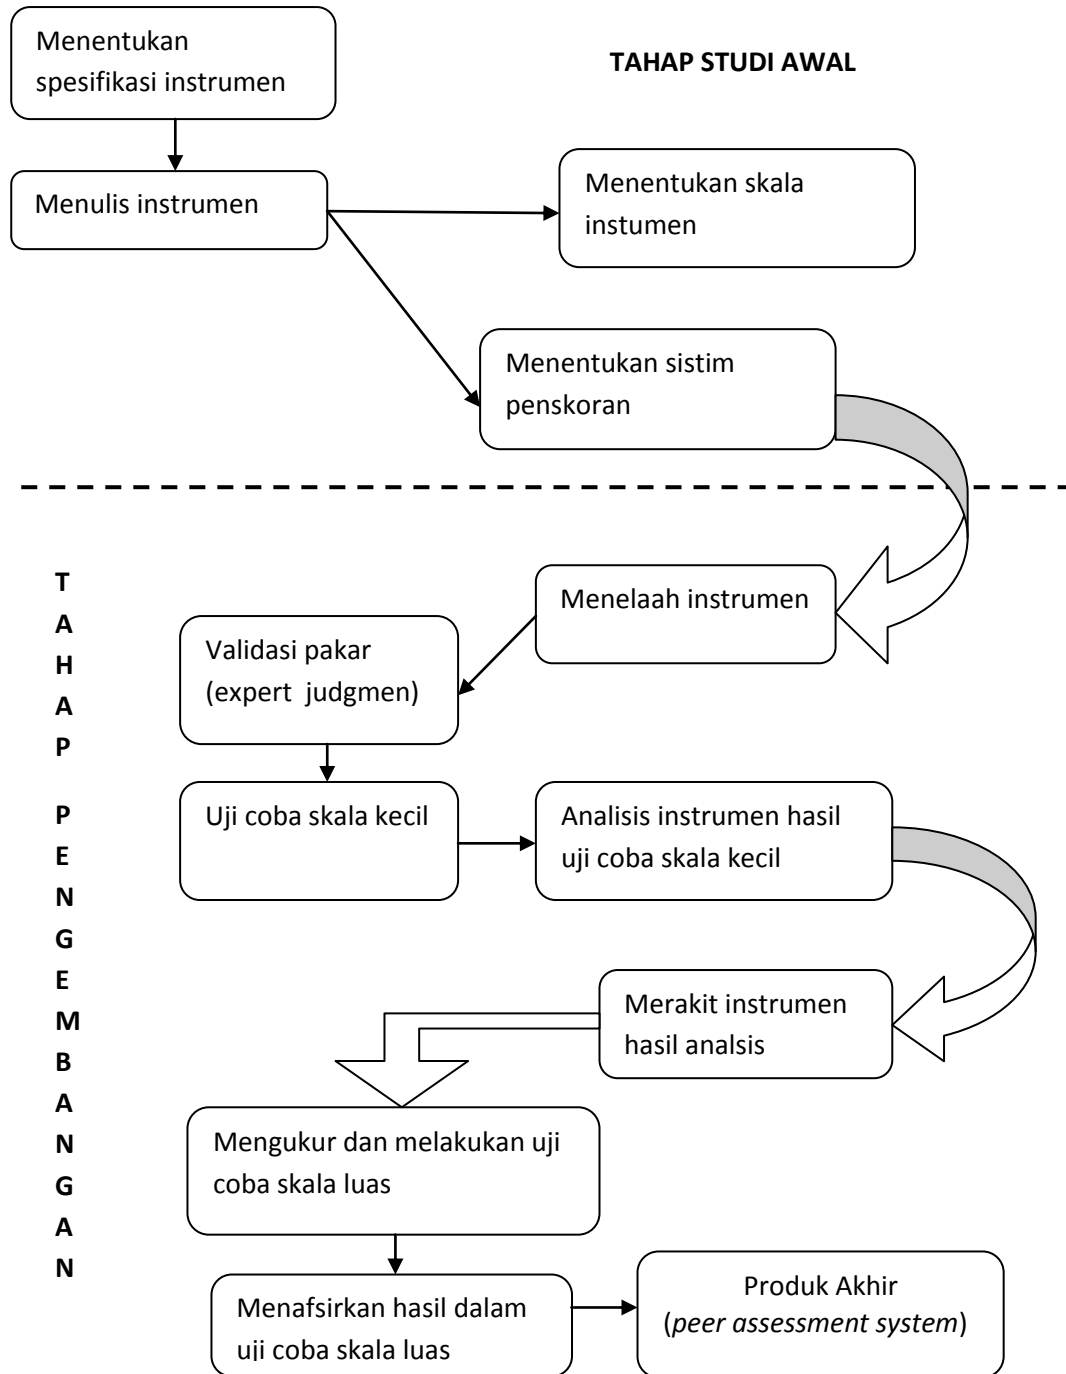 Menentukan
spesifikasi instrumen
TAHAP STUDI AWAL
Menulis instrumen
Menentukan skala
instumen
Menentukan sistim
penskoran
TAHAP PENGEMBANGAN
Menelaah instrumen
Validasi pakar
(expert judgmen)
Uji coba skala kecil
Analisis instrumen hasil
uji coba skala kecil
Merakit instrumen
hasil analsis
Mengukur dan melakukan uji
coba skala luas
Menafsirkan hasil dalam
uji coba skala luas
Produk Akhir
(peer assessment system)